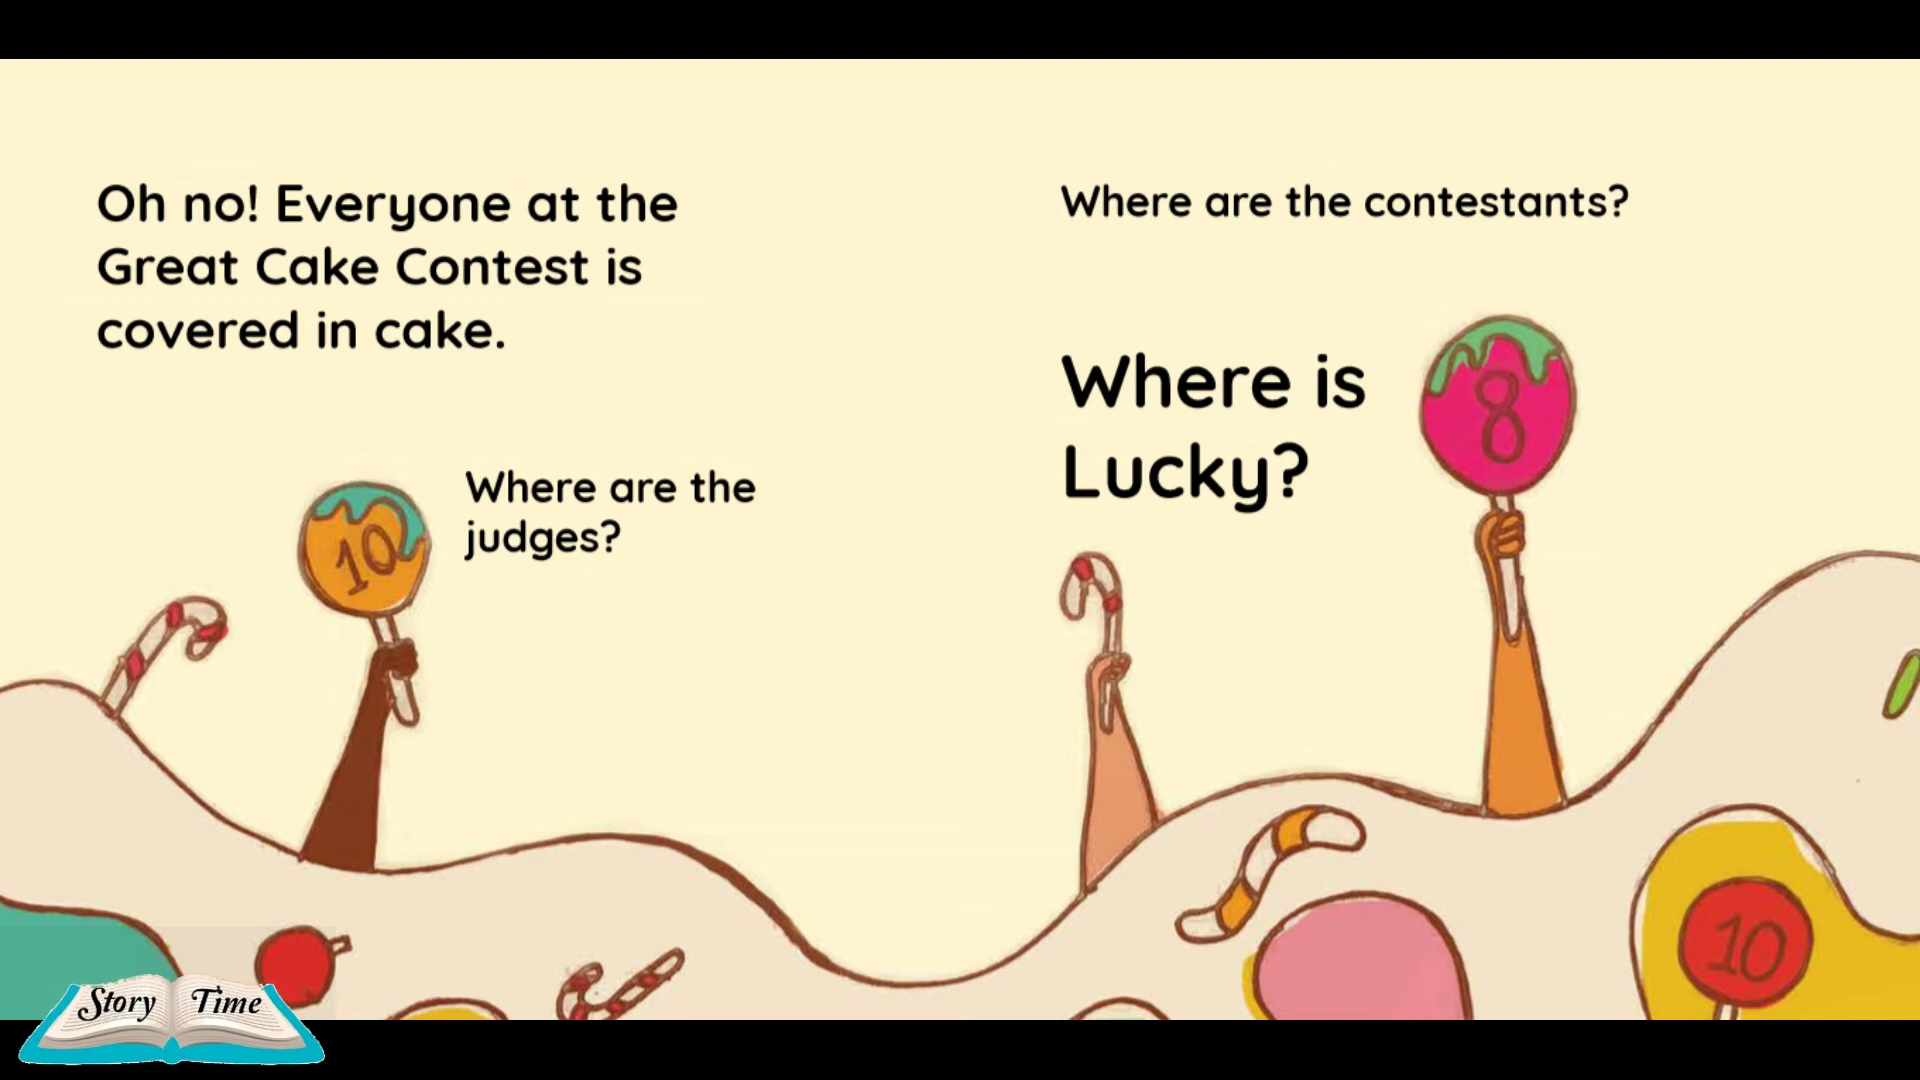 Oh no! Everyone at the
Great Cake Contest is
covered in cake.
10
Where are the
judges?
Where are the contestants?
Where is
Lucky?
8
10
Story Time